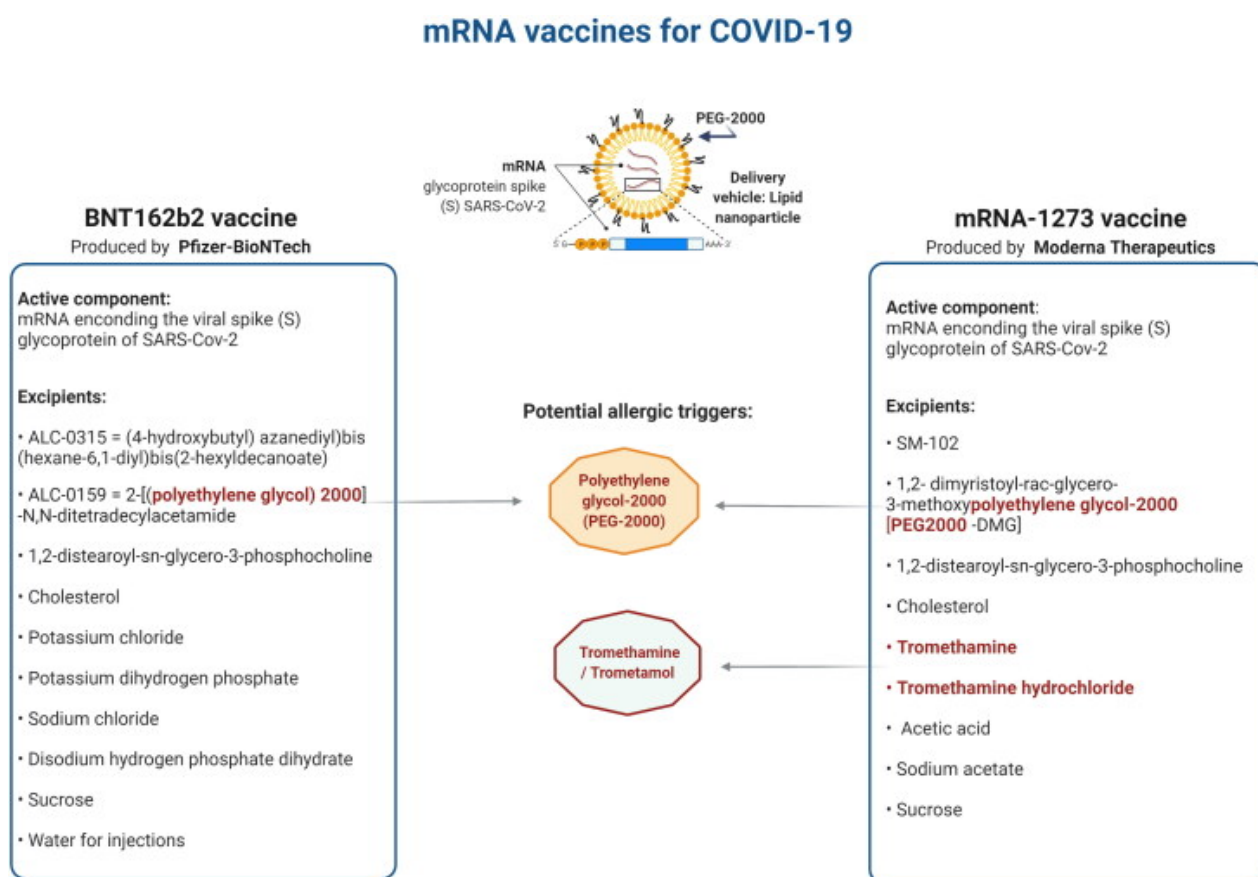 mRNA vaccines for COVID-19
PEG-2000
mRNA
glycoprotein spike
(S) SARS-CoV-2
Delivery
vehicle: Lipid
nanoparticle
5'G
P P P
AAA-3'
BNT162b2 vaccine
Produced by Pfizer-BioNTech
Active component:
mRNA enconding the viral spike (S)
glycoprotein of SARS-Cov-2
Excipients:
• ALC-0315 = (4-hydroxybutyl) azanediyl)bis
(hexane-6,1-diyl)bis(2-hexyldecanoate)
• ALC-0159 = 2-[(polyethylene glycol) 2000]
-N,N-ditetradecylacetamide
• 1,2-distearoyl-sn-glycero-3-phosphocholine
• Cholesterol
• Potassium chloride
• Potassium dihydrogen phosphate
• Sodium chloride
• Disodium hydrogen phosphate dihydrate
• Sucrose
• Water for injections
Potential allergic triggers:
Polyethylene
glycol-2000
(PEG-2000)
Tromethamine
/ Trometamol
mRNA-1273 vaccine
Produced by Moderna Therapeutics
Active component:
mRNA enconding the viral spike (S)
glycoprotein of SARS-Cov-2
Excipients:
• SM-102
• 1,2- dimyristoyl-rac-glycero-
3-methoxypolyethylene glycol-2000
[PEG2000 -DMG]
• 1,2-distearoyl-sn-glycero-3-phosphocholine
• Cholesterol
• Tromethamine
• Tromethamine hydrochloride
• Acetic acid
• Sodium acetate
• Sucrose